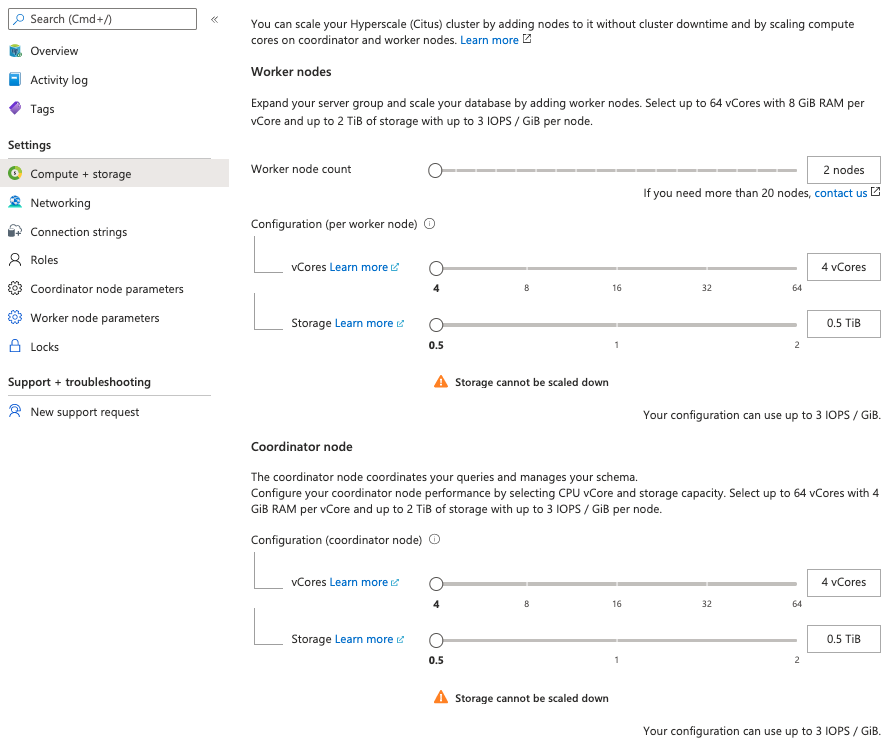 Search (Cmd+/)
«
Overview
Activity log
Tags
Settings
Compute + storage
Networking
Connection strings
Roles
Coordinator node parameters
Worker node parameters
Locks
Support + troubleshooting
New support request
You can scale your Hyperscale (Citus) cluster by adding nodes to it without cluster downtime and by scaling compute
cores on coordinator and worker nodes. Learn more
Worker nodes
Expand your server group and scale your database by adding worker nodes. Select up to 64 vCores with 8 GiB RAM per
vCore and up to 2 TiB of storage with up to 3 IOPS / GiB per node.
Worker node count 2 nodes
If you need more than 20 nodes, contact us
Configuration (per worker node)
vCores Learn more 4 vCores
4 8 16 32 64
Storage Learn more 0.5 TiB
0.5 1 2
Storage cannot be scaled down
Your configuration can use up to 3 IOPS / GiB.
Coordinator node
The coordinator node coordinates your queries and manages your schema.
Configure your coordinator node performance by selecting CPU vCore and storage capacity. Select up to 64 vCores with 4
GiB RAM per vCore and up to 2 TiB of storage with up to 3 IOPS / GiB per node.
Configuration (coordinator node)
vCores Learn more 4 vCores
4 8 16 32 64
Storage Learn more 0.5 TiB
0.5 1 2
Storage cannot be scaled down
Your configuration can use up to 3 IOPS / GiB.